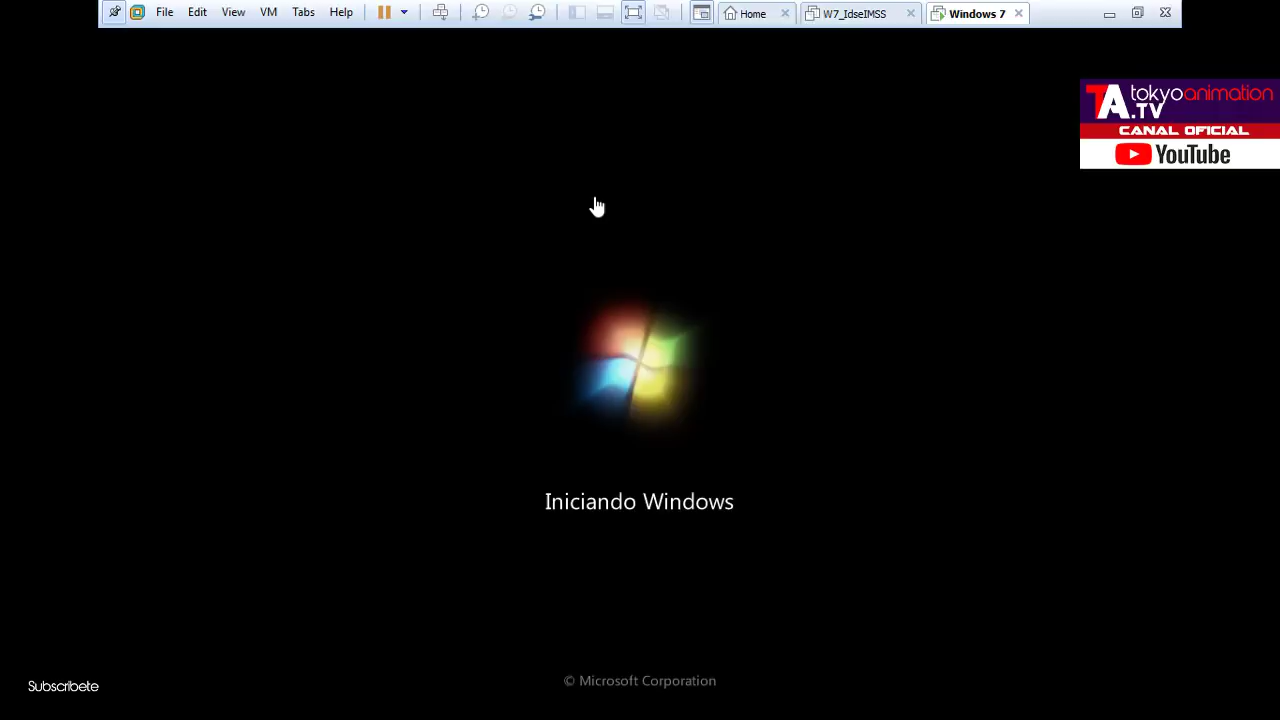 File Edit View VM Tabs Help Home W7_IdseIMSS Windows 7
TA.TV tokyoanimation
CANAL OFICIAL
YouTube
Iniciando Windows
© Microsoft Corporation
Subscribete